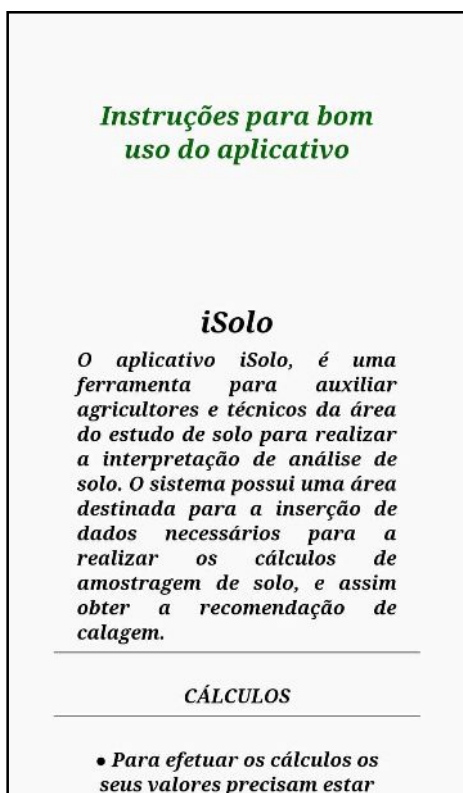 Instruções para bom
uso do aplicativo
iSolo
O aplicativo iSolo, é uma
ferramenta para auxiliar
agricultores e técnicos da área
do estudo de solo para realizar
a interpretação de análise de
solo. O sistema possui uma área
destinada para a inserção de
dados necessários para a
realizar os cálculos de
amostragem de solo, e assim
obter a recomendação de
calagem.
CÁLCULOS
• Para efetuar os cálculos os
seus valores precisam estar